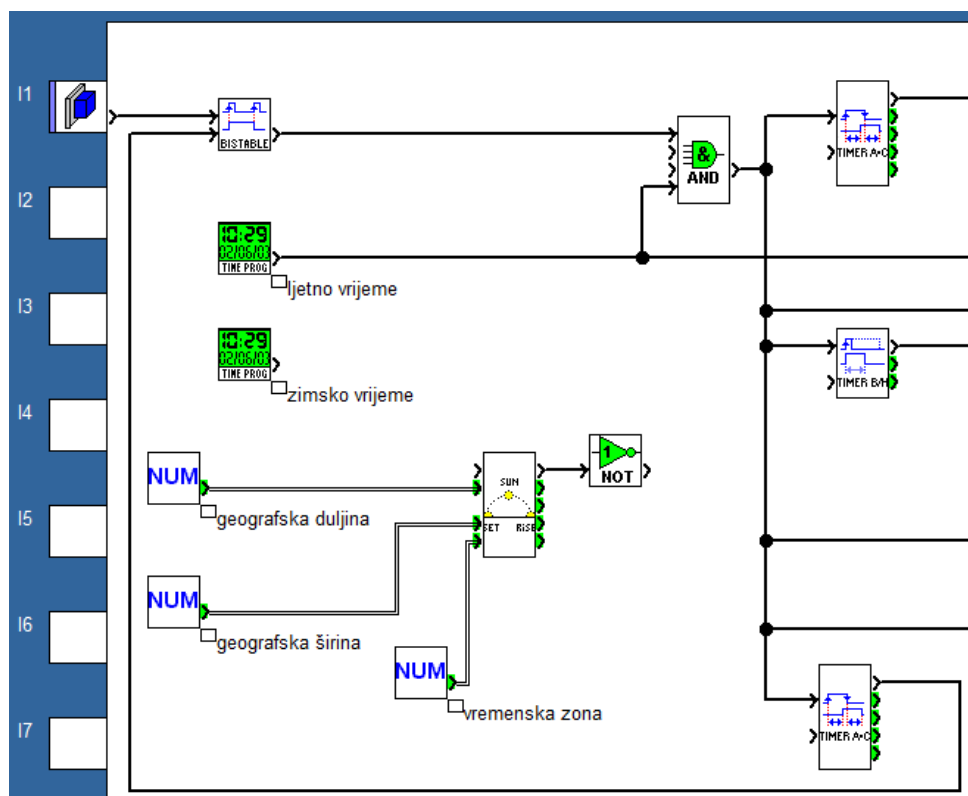 I1
BISTABLE
&
AND
TIMER A•C
I2
10:29
02/06/03
TIME PROG
ljetno vrijeme
I3
10:29
02/06/03
TIME PROG
zimsko vrijeme
TIMER B/H
I4
1
NOT
NUM
SUN
SET RISE
geografska duljina
I5
NUM
geografska širina
I6
NUM
vremenska zona
TIMER A•C
I7